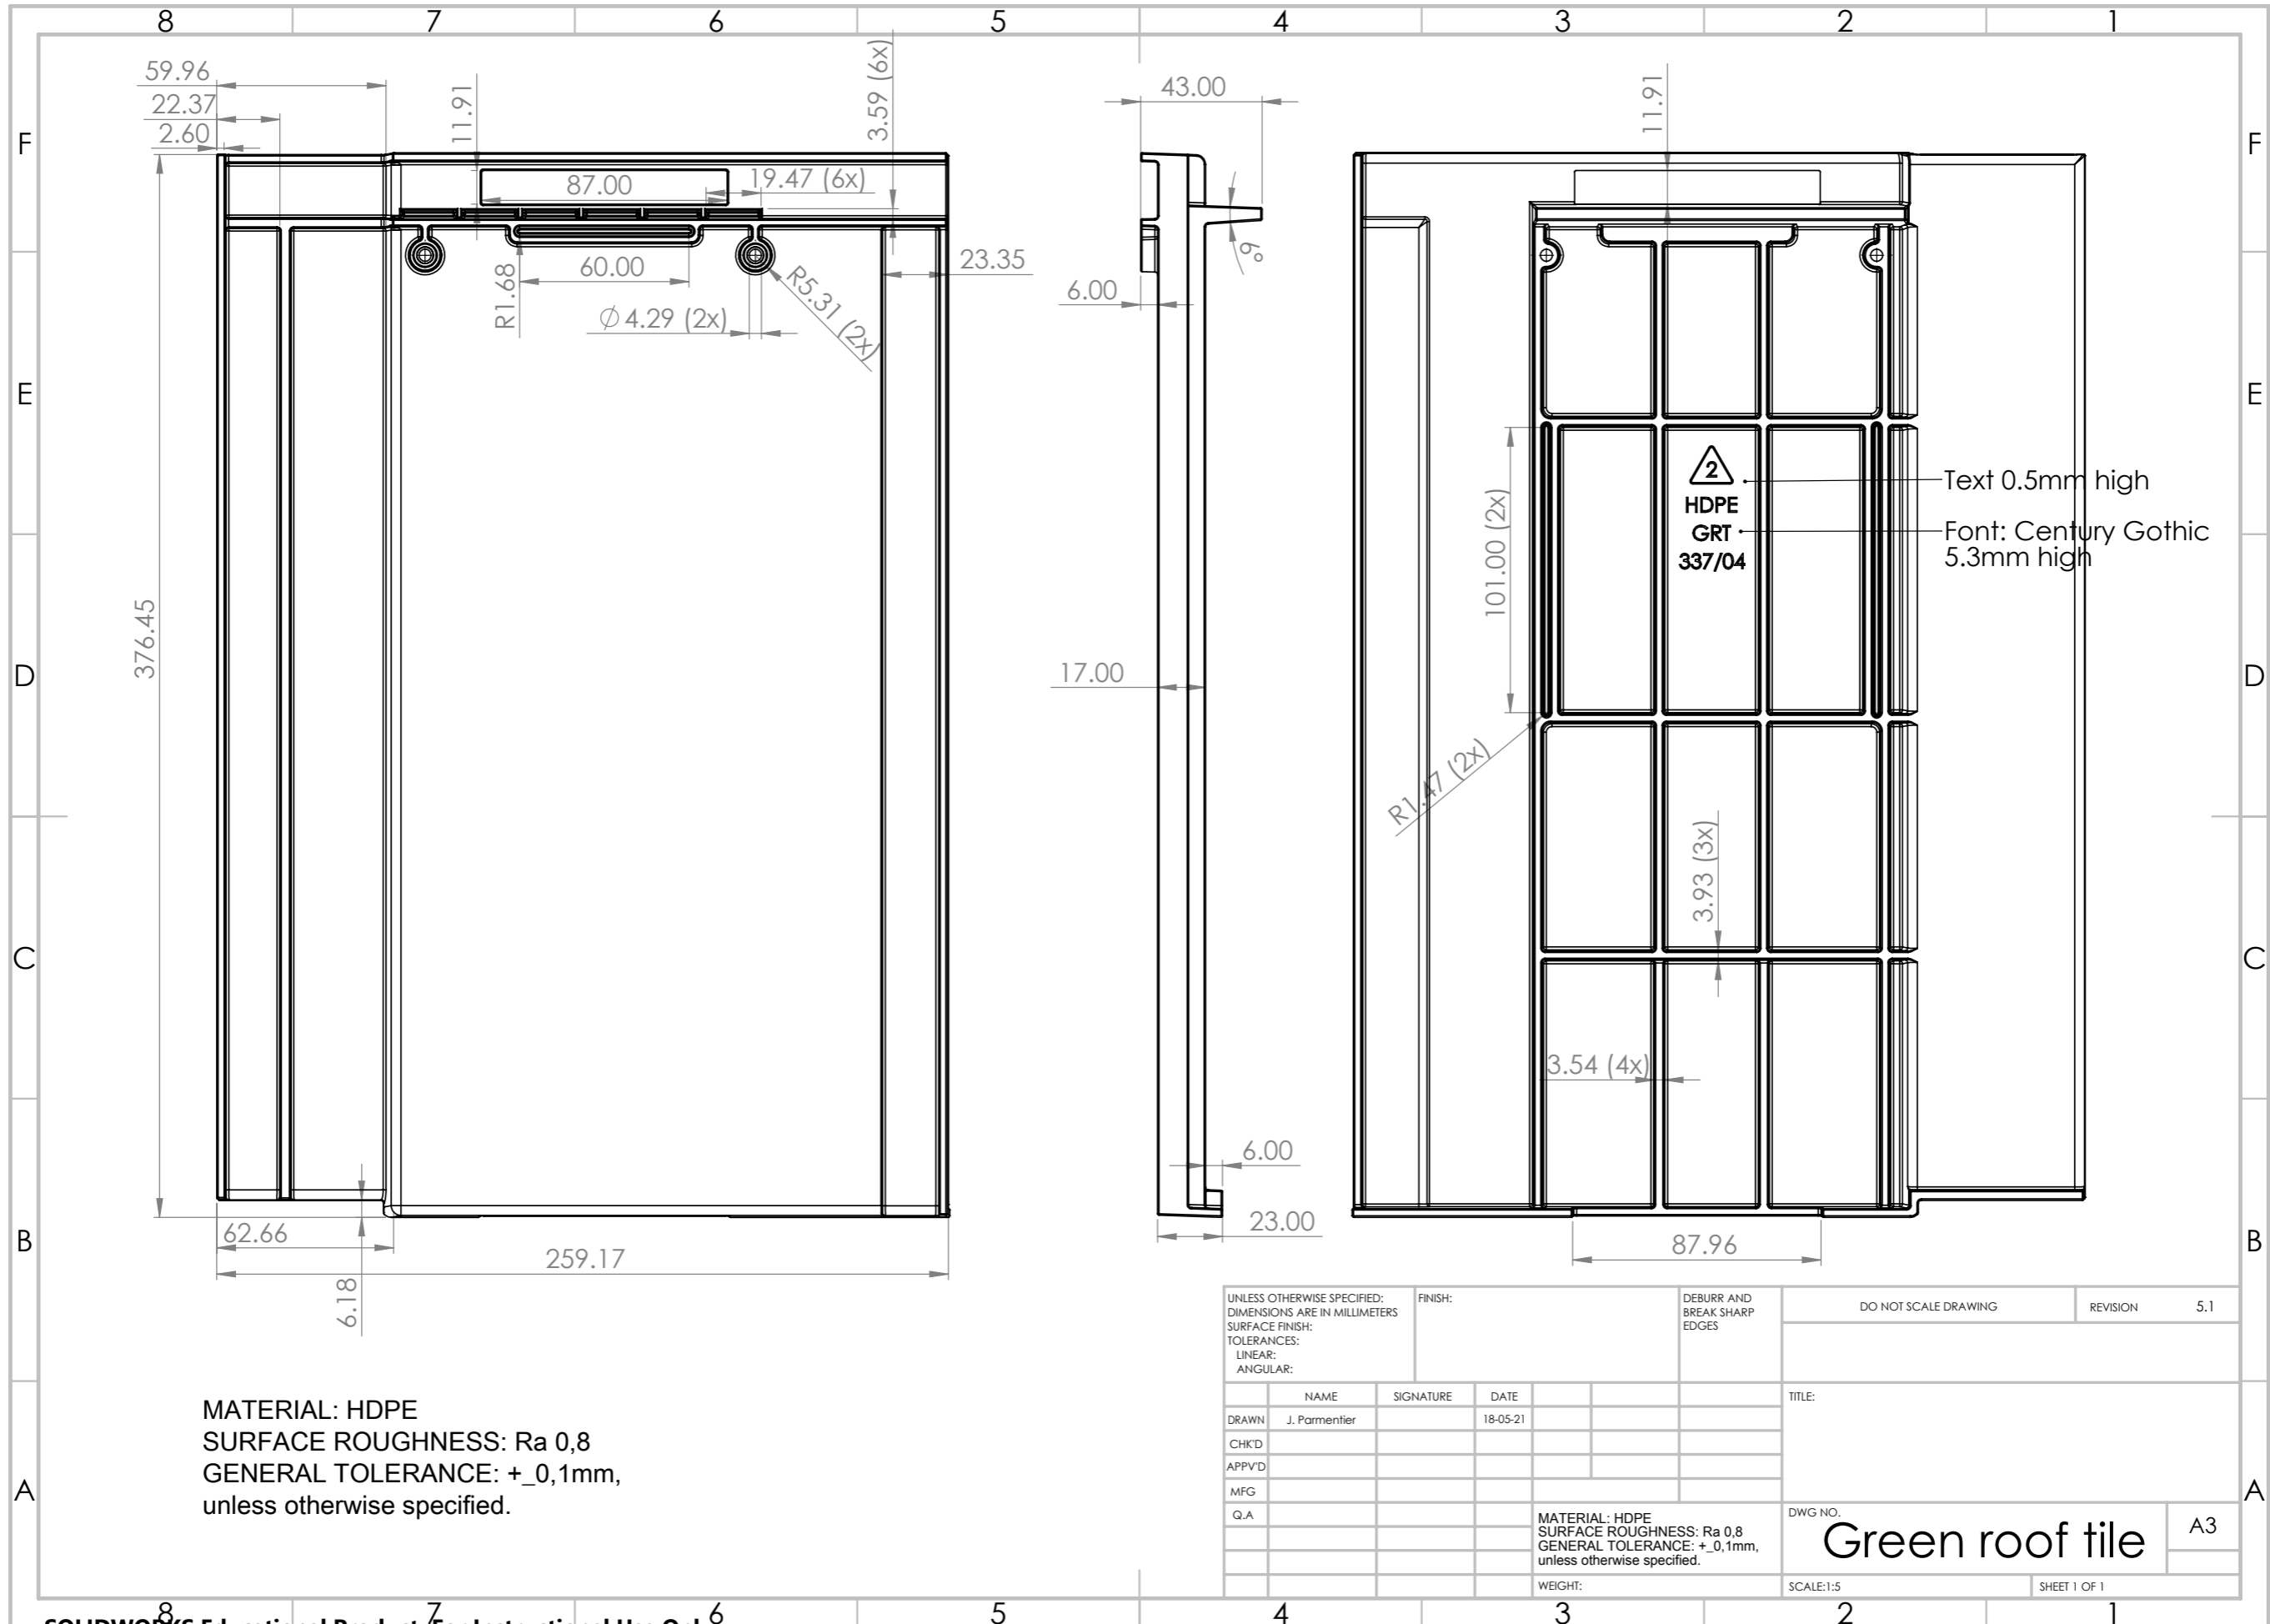 8 7 6 5 4 3 2 1
F
E
D
C
B
A
59.96
22.37
2.60
11.91
3.59 (6x)
87.00
19.47 (6x)
R1.68
60.00
Ø 4.29 (2x)
R5.31 (2x)
23.35
376.45
62.66
259.17
6.18
43.00
6.00
17.00
6.00
23.00
11.91
101.00 (2x)
R1.47 (2x)
3.93 (3x)
3.54 (4x)
87.96
2
HDPE
GRT
337/04
Text 0.5mm high
Font: Century Gothic
5.3mm high
F
E
D
C
B
A
MATERIAL: HDPE
SURFACE ROUGHNESS: Ra 0,8
GENERAL TOLERANCE: +_0,1mm,
unless otherwise specified.
UNLESS OTHERWISE SPECIFIED:
DIMENSIONS ARE IN MILLIMETERS
SURFACE FINISH:
TOLERANCES:
LINEAR:
ANGULAR:
FINISH:
DEBURR AND
BREAK SHARP
EDGES
DO NOT SCALE DRAWING
REVISION 5.1
NAME SIGNATURE DATE
DRAWN J. Parmentier 18-05-21
CHK'D
APPV'D
MFG
Q.A
MATERIAL: HDPE
SURFACE ROUGHNESS: Ra 0,8
GENERAL TOLERANCE: +_0,1mm,
unless otherwise specified.
WEIGHT:
TITLE:
DWG NO.
Green roof tile
A3
SCALE:1:5
SHEET 1 OF 1
8 7 6 5 4 3 2 1